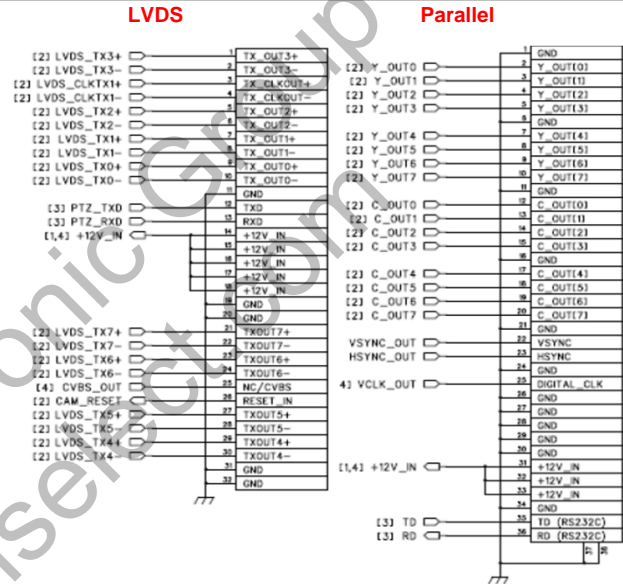 LVDS
[2] LVDS_TX3+ 1 TX_OUT3+
[2] LVDS_TX3- 2 TX_OUT3-
[2] LVDS_CLKTX1+ 3 TX_CLKOUT+
[2] LVDS_CLKTX1- 4 TX_CLKOUT-
[2] LVDS_TX2+ 5 TX_OUT2+
[2] LVDS_TX2- 6 TX_OUT2-
[2] LVDS_TX1+ 7 TX_OUT1+
[2] LVDS_TX1- 8 TX_OUT1-
[2] LVDS_TX0+ 9 TX_OUT0+
[2] LVDS_TX0- 10 TX_OUT0-
11 GND
[3] PTZ_TXD 12 TXD
[3] PTZ_RXD 13 RXD
[1,4] +12V_IN 14 +12V_IN
15 +12V_IN
16 +12V_IN
17 +12V_IN
18 +12V_IN
19 GND
20 GND
[2] LVDS_TX7+ 21 TXOUT7+
[2] LVDS_TX7- 22 TXOUT7-
[2] LVDS_TX6+ 23 TXOUT6+
[2] LVDS_TX6- 24 TXOUT6-
[4] CVBS_OUT 25 NC/CVBS
[2] CAM_RESET 26 RESET_IN
[2] LVDS_TX5+ 27 TXOUT5+
[2] LVDS_TX5- 28 TXOUT5-
[2] LVDS_TX4+ 29 TXOUT4+
[2] LVDS_TX4- 30 TXOUT4-
31 GND
32 GND
Parallel
1 GND
[2] Y_OUT0 2 Y_OUT[0]
[2] Y_OUT1 3 Y_OUT[1]
[2] Y_OUT2 4 Y_OUT[2]
[2] Y_OUT3 5 Y_OUT[3]
6 GND
[2] Y_OUT4 7 Y_OUT[4]
[2] Y_OUT5 8 Y_OUT[5]
[2] Y_OUT6 9 Y_OUT[6]
[2] Y_OUT7 10 Y_OUT[7]
11 GND
[2] C_OUT0 12 C_OUT[0]
[2] C_OUT1 13 C_OUT[1]
[2] C_OUT2 14 C_OUT[2]
[2] C_OUT3 15 C_OUT[3]
16 GND
[2] C_OUT4 17 C_OUT[4]
[2] C_OUT5 18 C_OUT[5]
[2] C_OUT6 19 C_OUT[6]
[2] C_OUT7 20 C_OUT[7]
21 GND
VSYNC_OUT 22 VSYNC
HSYNC_OUT 23 HSYNC
24 GND
4] VCLK_OUT 25 DIGITAL_CLK
26 GND
27 GND
28 GND
29 GND
30 GND
[1,4] +12V_IN 31 +12V_IN
32 +12V_IN
33 +12V_IN
34 GND
[3] TD 35 TD (RS232C)
[3] RD 36 RD (RS232C)
37 38
onic Group
nselect.com